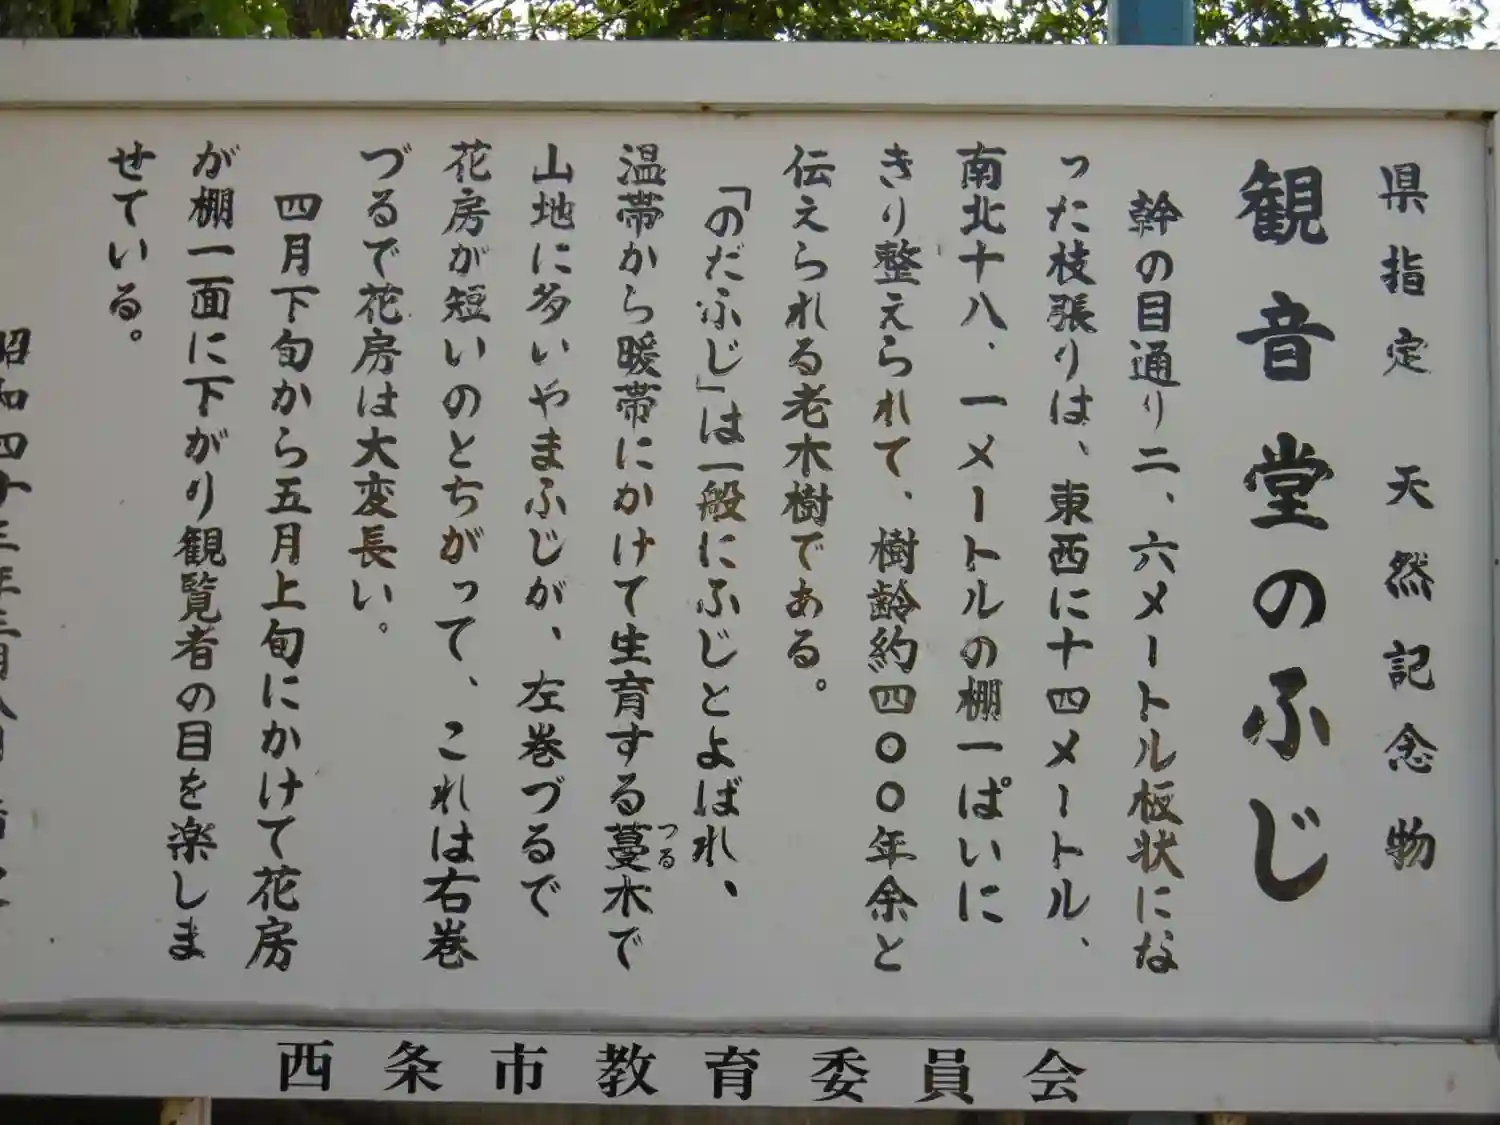 県指定 天然記念物
観音堂のふじ
幹の目通り二、六メートル板状にな
った枝張りは、東西に十四メートル、
南北十八、一メートルの棚一ぱいに
きり整えられて、樹齢約四〇〇年余と
伝えられる老木樹である。
「のだふじ」は一般にふじとよばれ、
温帯から暖帯にかけて生育する蔓木で
つる
山地に多いやまふじが、左巻づるで
花房が短いのとちがって、これは右巻
づるで花房は大変長い。
四月下旬から五月上旬にかけて花房
が棚一面に下がり観覧者の目を楽しま
せている。
昭和四十三年三月八日
西条市教育委員会